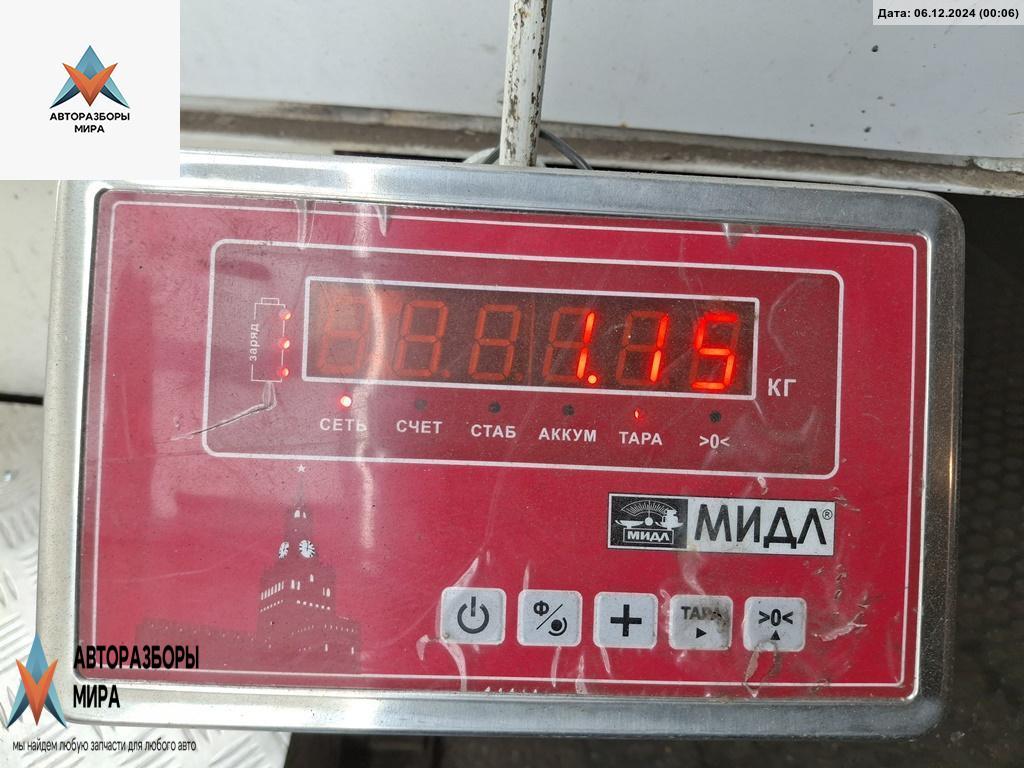 Дата: 06.12.2024 (00:06)
АВТОРАЗБОРЫ
МИРА
заряд
1.15
КГ
СЕТЬ СЧЕТ СТАБ АККУМ ТАРА >0<
МИДЛ МИДЛ®
Ф/ + ТАРА >0<
АВТОРАЗБОРЫ
МИРА
мы найдем любую запчасти для любого авто